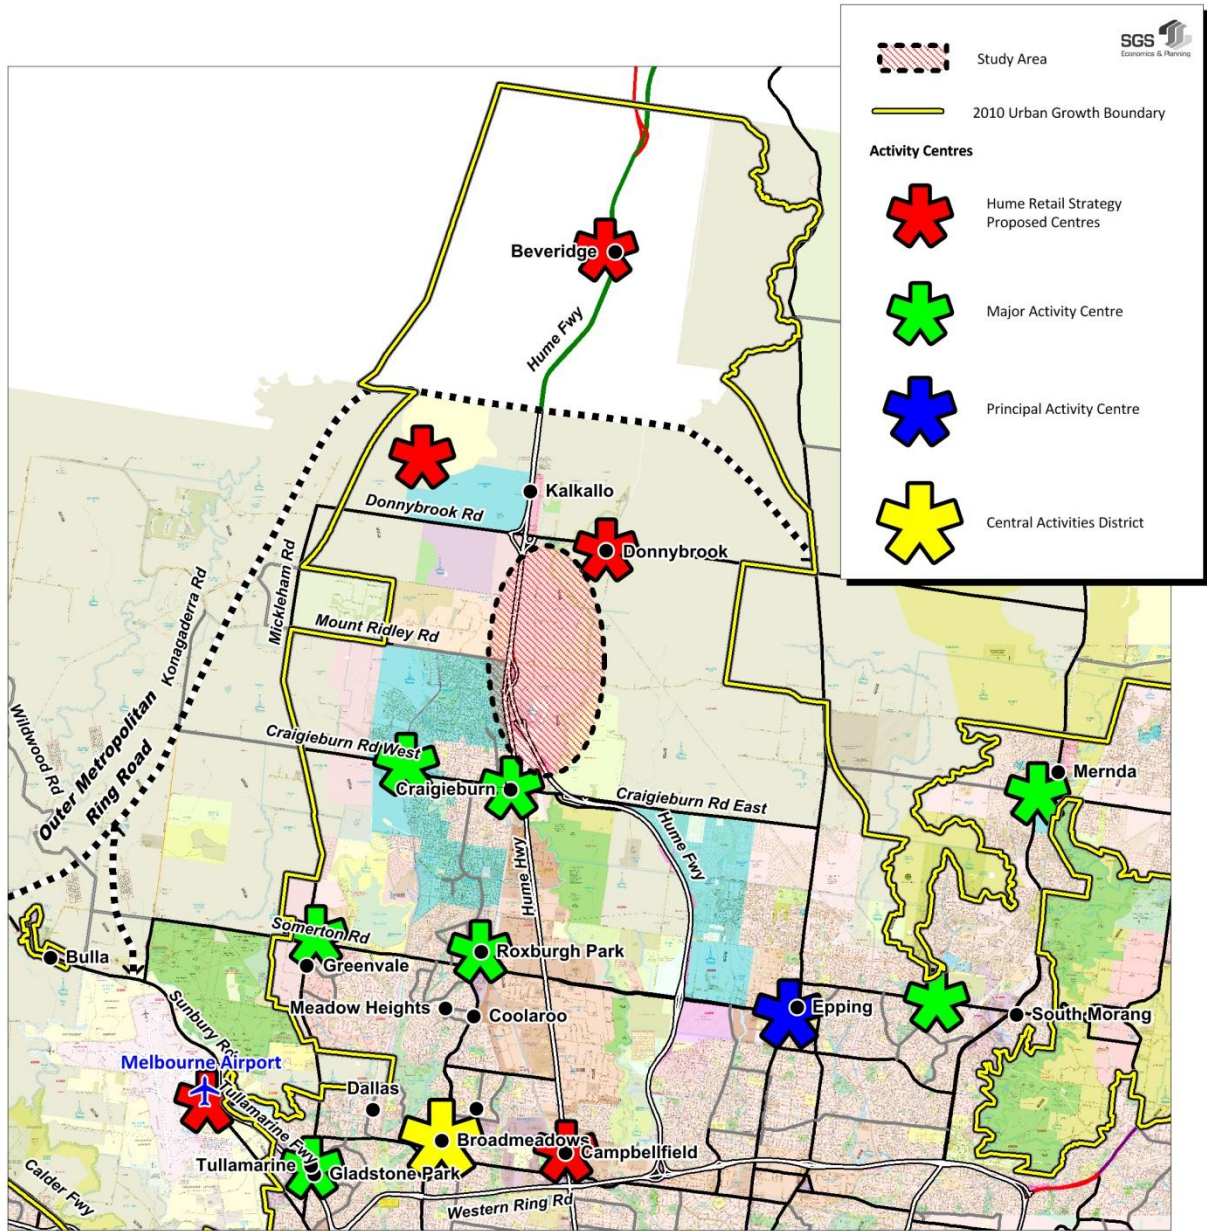 SGS
Economics & Planning
Study Area
2010 Urban Growth Boundary
Activity Centres
Hume Retail Strategy
Proposed Centres
Major Activity Centre
Principal Activity Centre
Central Activities District
Beveridge
Hume Fwy
Kalkallo
Donnybrook Rd
Donnybrook
Mickleham Rd
Konagaderra Rd
Mount Ridley Rd
Wildwood Rd
Outer Metropolitan
Ring Road
Craigieburn Rd West
Craigieburn
Craigieburn Rd East
Mernda
Hume Hwy
Hume Fwy
Somerton Rd
Bulla
Greenvale
Roxburgh Park
Meadow Heights
Coolaroo
Epping
South Morang
Sunbury Rd
Melbourne Airport
Tullamarine Fwy
Dallas
Broadmeadows
Campbellfield
Tullamarine
Gladstone Park
Calder Fwy
Western Ring Rd